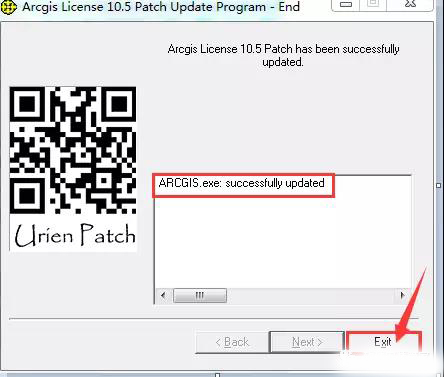 Arcgis License 10.5 Patch Update Program - End
Arcgis License 10.5 Patch has been successfully
updated.
ARCGIS.exe: successfully updated
Urien Patch
< Back
Next >
Exit